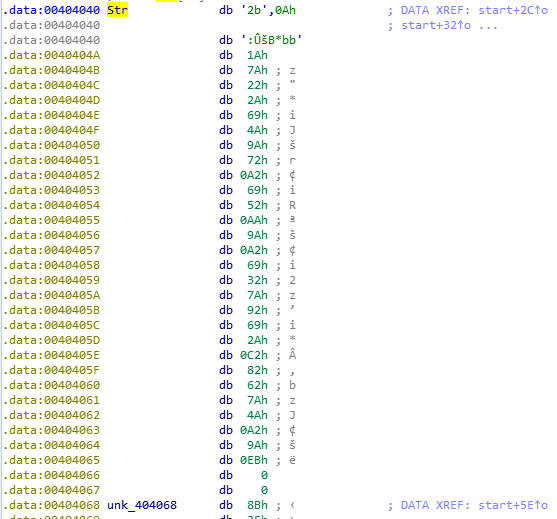 .data:00404040 Str db '2b',0Ah ; DATA XREF: start+2C↑o
.data:00404040 ; start+32↑o ...
.data:00404040 db ':ÛšB*bb'
.data:0040404A db 1Ah
.data:0040404B db 7Ah ; z
.data:0040404C db 22h ; "
.data:0040404D db 2Ah ; *
.data:0040404E db 69h ; i
.data:0040404F db 4Ah ; J
.data:00404050 db 9Ah ; š
.data:00404051 db 72h ; r
.data:00404052 db 0A2h ; ¢
.data:00404053 db 69h ; i
.data:00404054 db 52h ; R
.data:00404055 db 0AAh ; ª
.data:00404056 db 9Ah ; š
.data:00404057 db 0A2h ; ¢
.data:00404058 db 69h ; i
.data:00404059 db 32h ; 2
.data:0040405A db 7Ah ; z
.data:0040405B db 92h ; ’
.data:0040405C db 69h ; i
.data:0040405D db 2Ah ; *
.data:0040405E db 0C2h ; Â
.data:0040405F db 82h ; ‚
.data:00404060 db 62h ; b
.data:00404061 db 7Ah ; z
.data:00404062 db 4Ah ; J
.data:00404063 db 0A2h ; ¢
.data:00404064 db 9Ah ; š
.data:00404065 db 0EBh ; ë
.data:00404066 db 0
.data:00404067 db 0
.data:00404068 unk_404068 db 8Bh ; ‹ ; DATA XREF: start+5E↑o